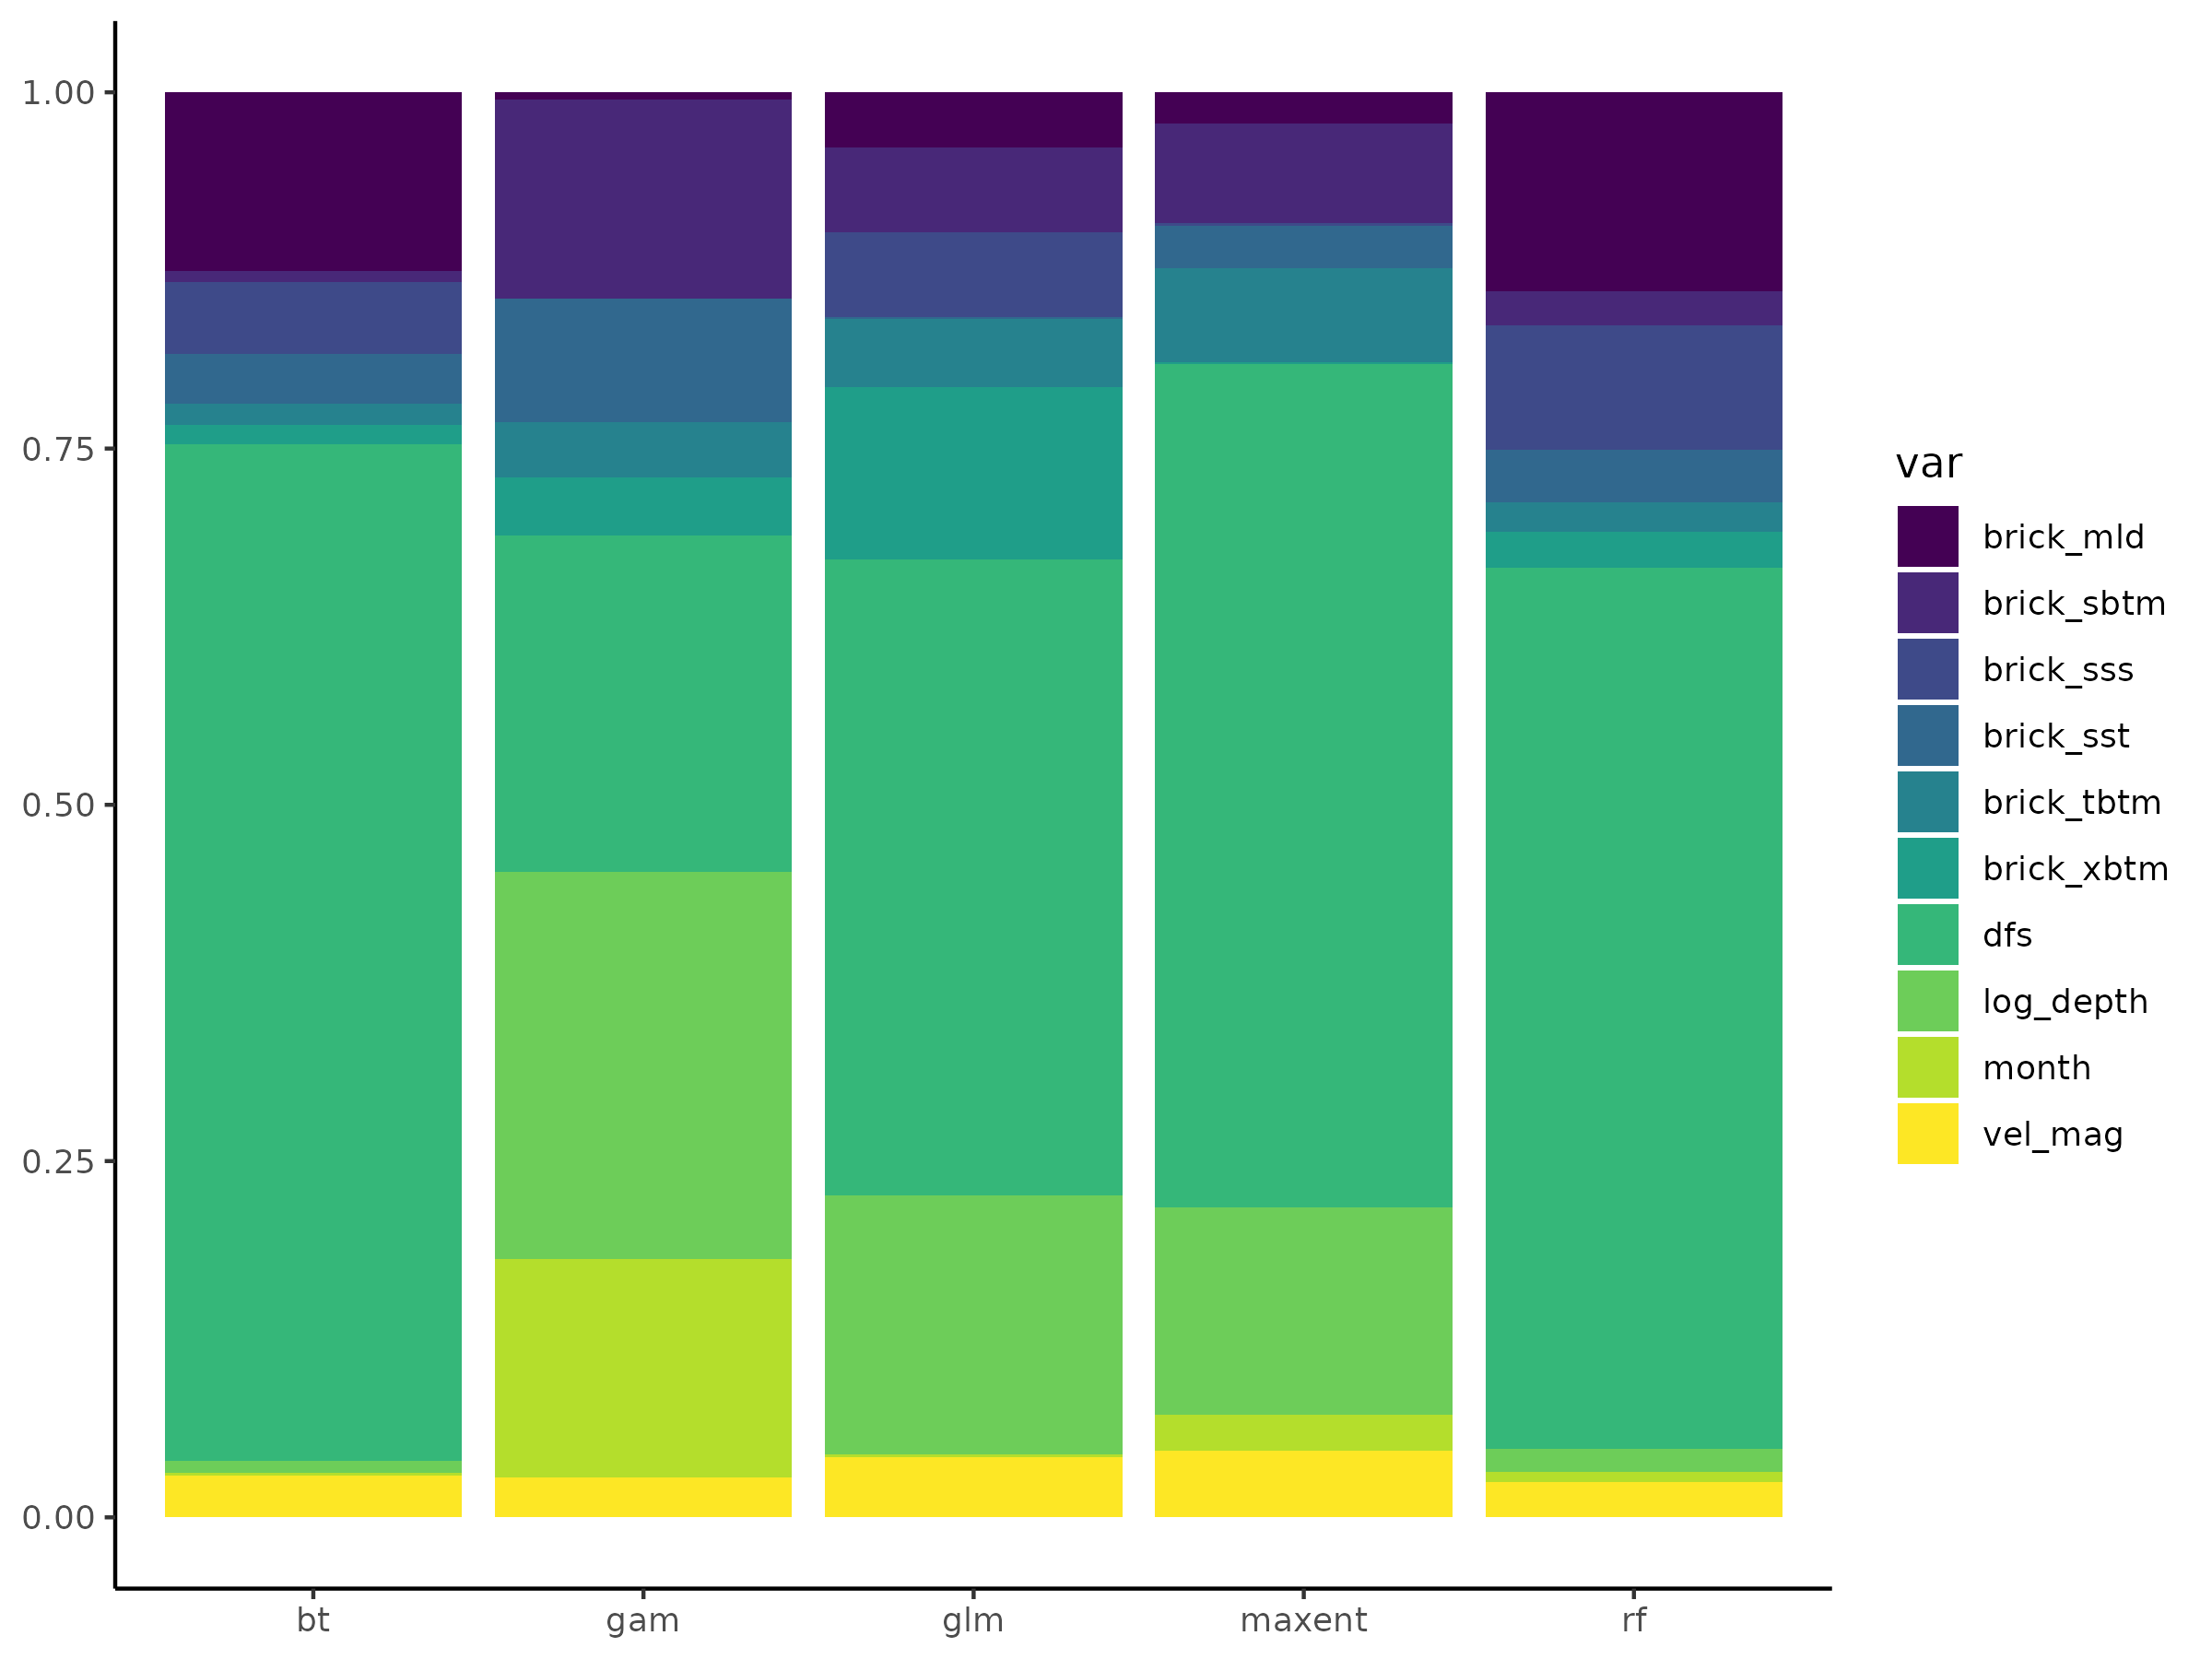 1.00
0.75
0.50
0.25
0.00
bt gam glm maxent rf
var
brick_mld
brick_sbtm
brick_sss
brick_sst
brick_tbtm
brick_xbtm
dfs
log_depth
month
vel_mag